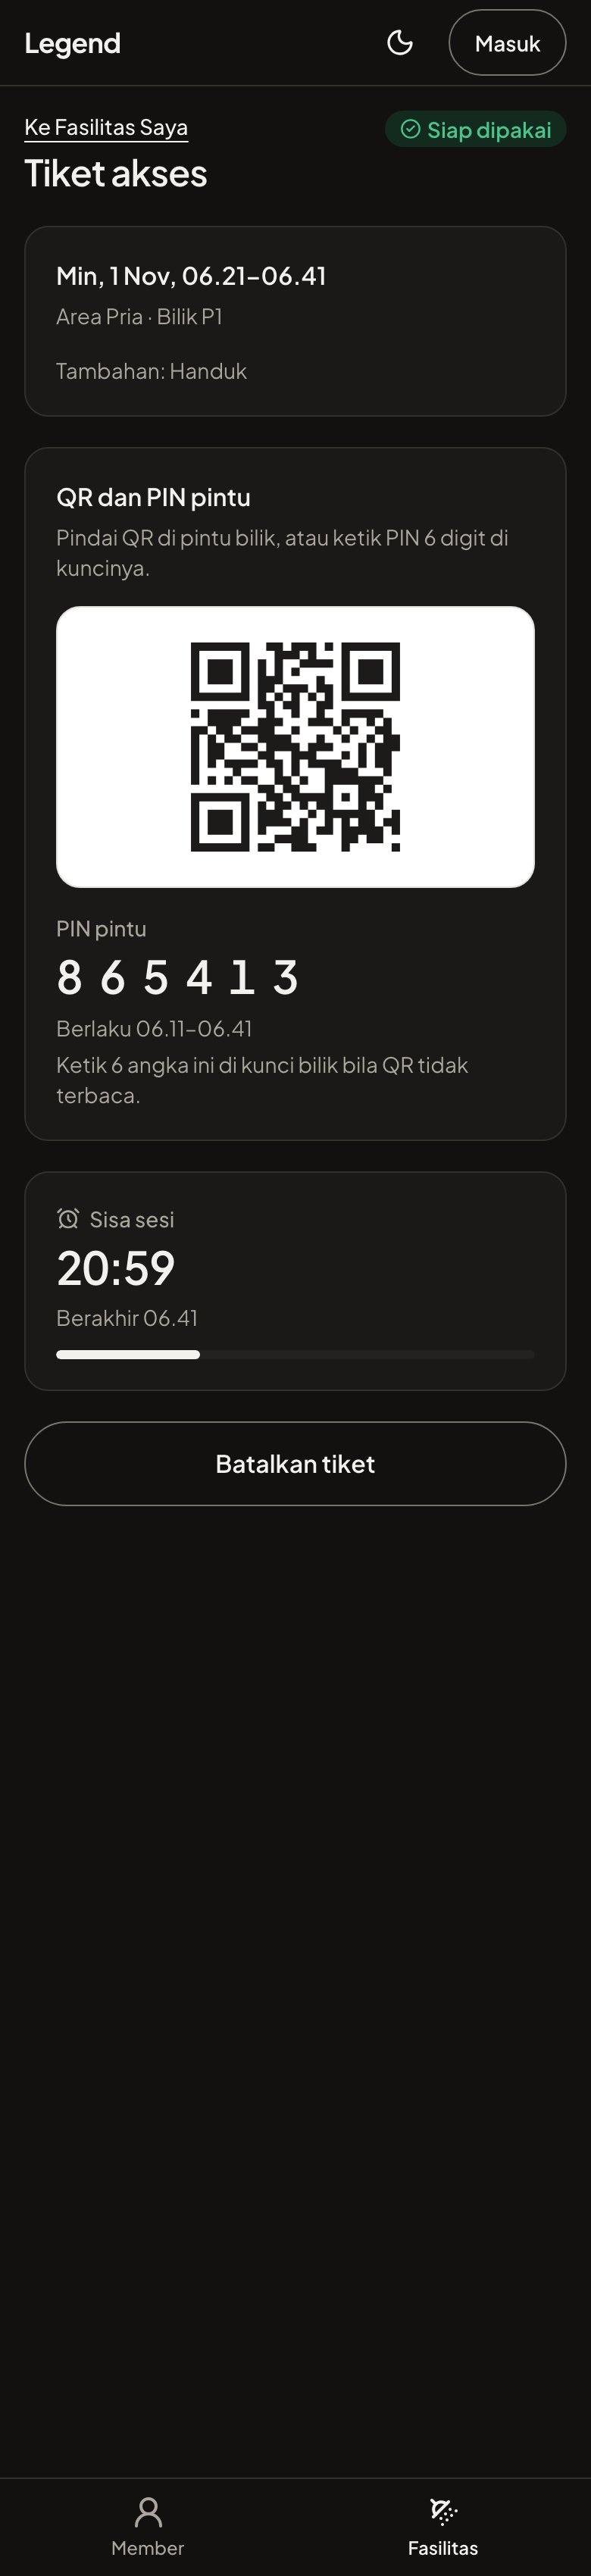 Legend
Masuk
Ke Fasilitas Saya
Siap dipakai
Tiket akses
Min, 1 Nov, 06.21–06.41
Area Pria · Bilik P1
Tambahan: Handuk
QR dan PIN pintu
Pindai QR di pintu bilik, atau ketik PIN 6 digit di
kuncinya.
PIN pintu
8 6 5 4 1 3
Berlaku 06.11–06.41
Ketik 6 angka ini di kunci bilik bila QR tidak
terbaca.
Sisa sesi
20:59
Berakhir 06.41
Batalkan tiket
Member
Fasilitas